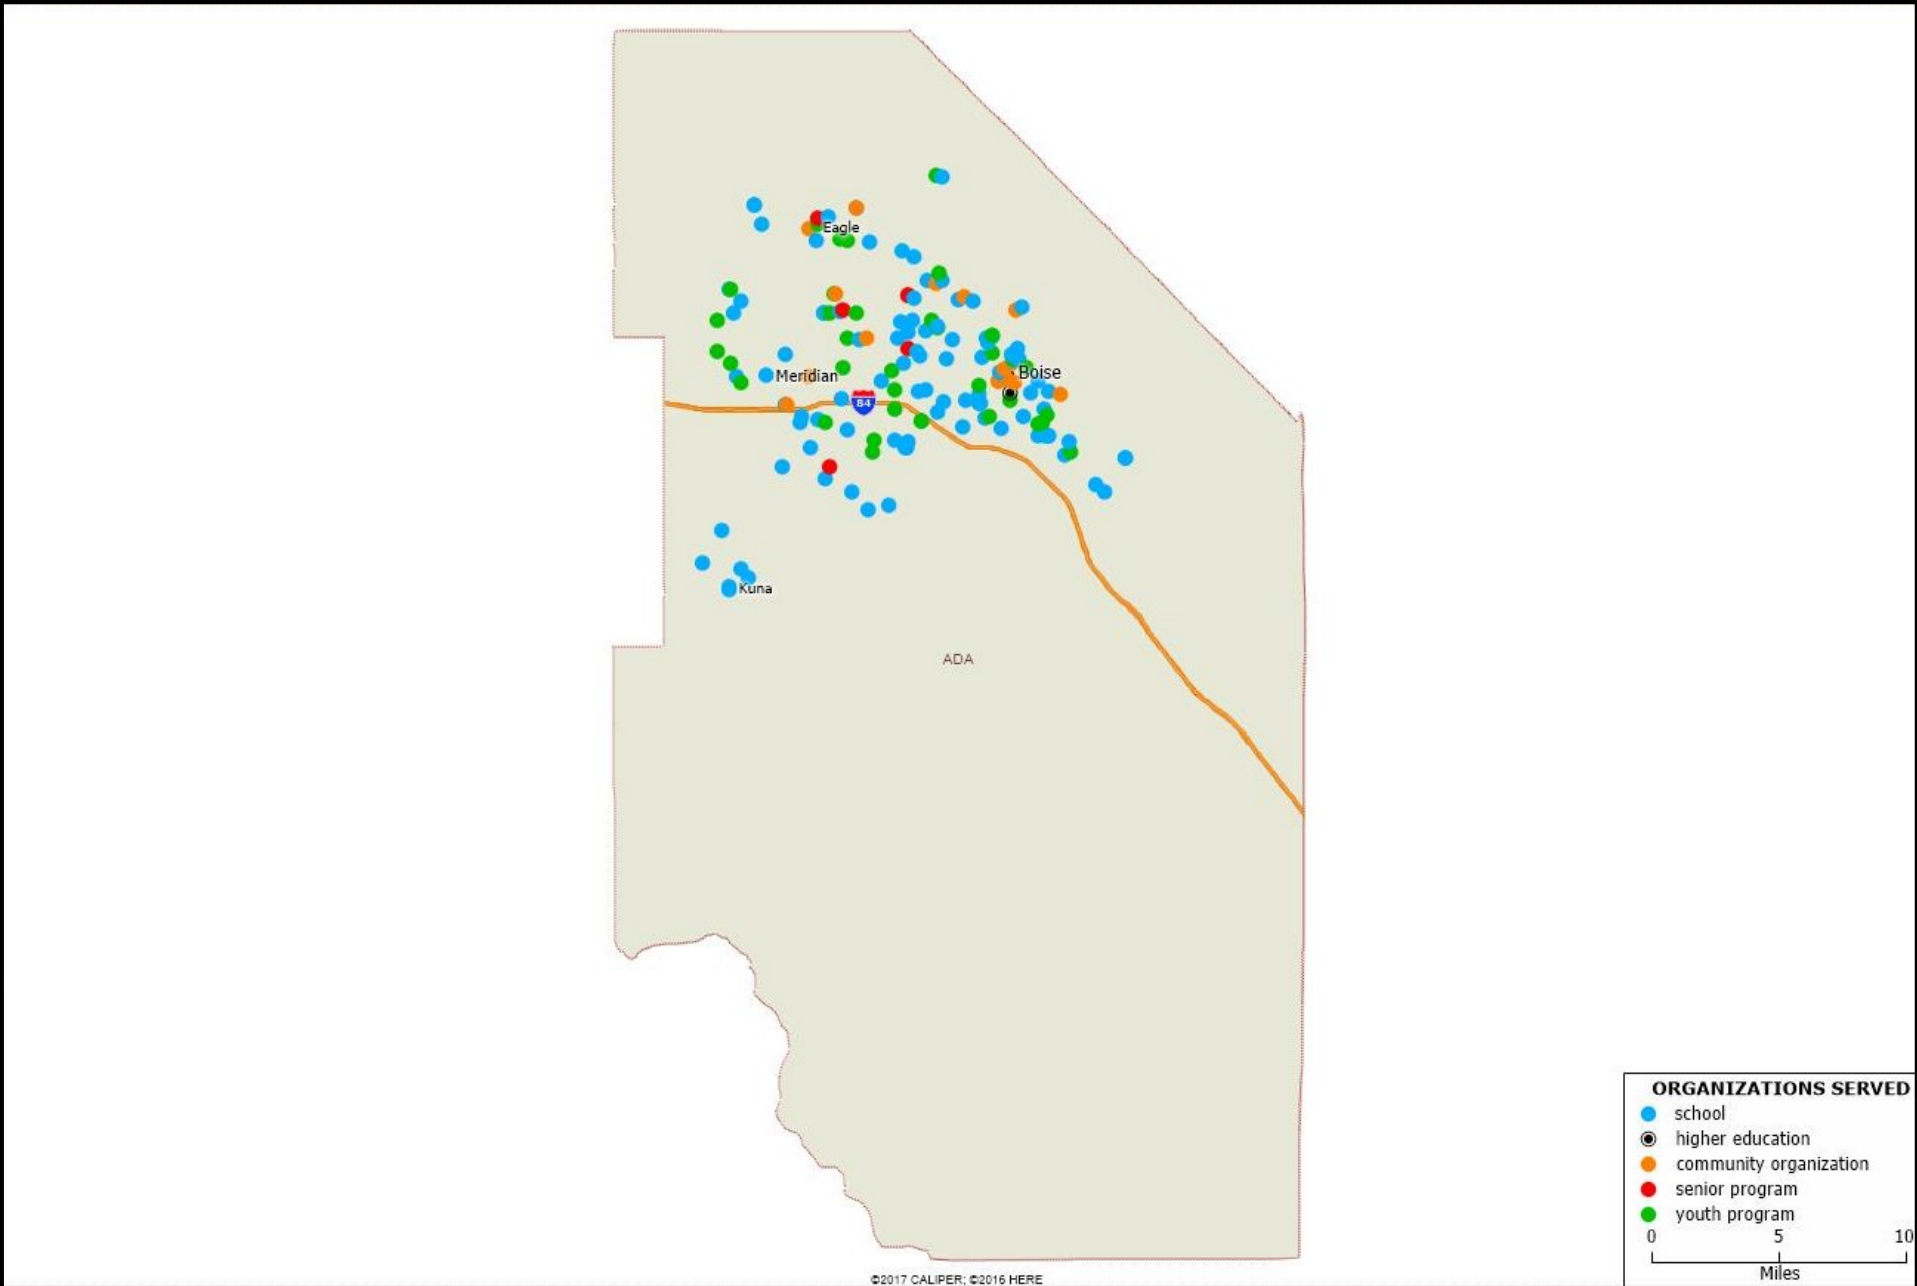 Eagle
Meridian
Boise
84
Kuna
ADA
ORGANIZATIONS SERVED
school
higher education
community organization
senior program
youth program
0 5 10
Miles
©2017 CALIPER; ©2016 HERE